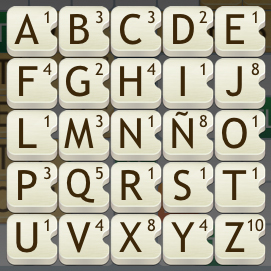 A1 B3 C3 D2 E1
F4 G2 H4 I1 J8
L1 M3 N1 Ñ8 O1
P3 Q5 R1 S1 T1
U1 V4 X8 Y4 Z10